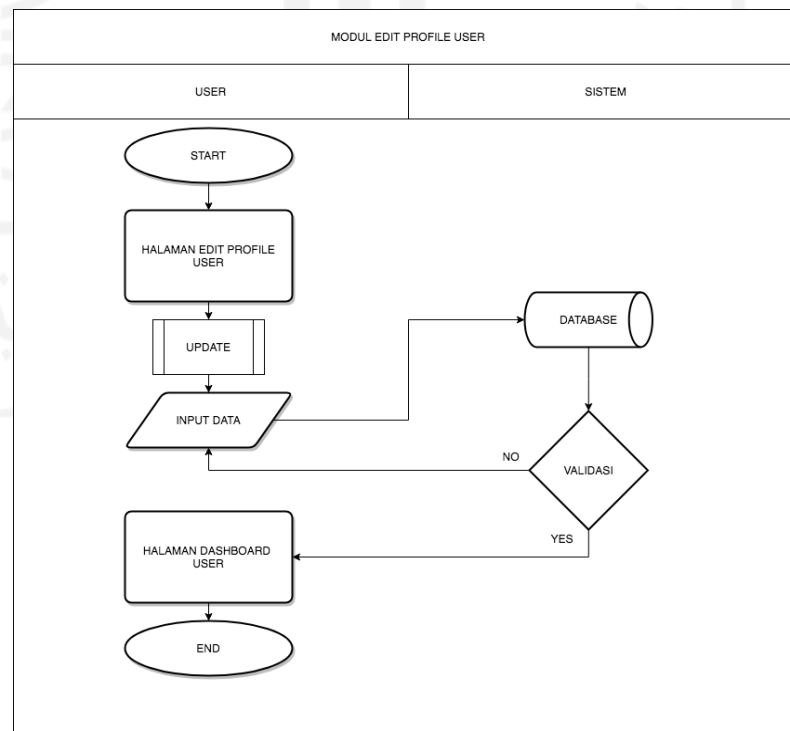 MODUL EDIT PROFILE USER
USER
SISTEM
START
HALAMAN EDIT PROFILE
USER
UPDATE
DATABASE
INPUT DATA
NO
VALIDASI
YES
HALAMAN DASHBOARD
USER
END